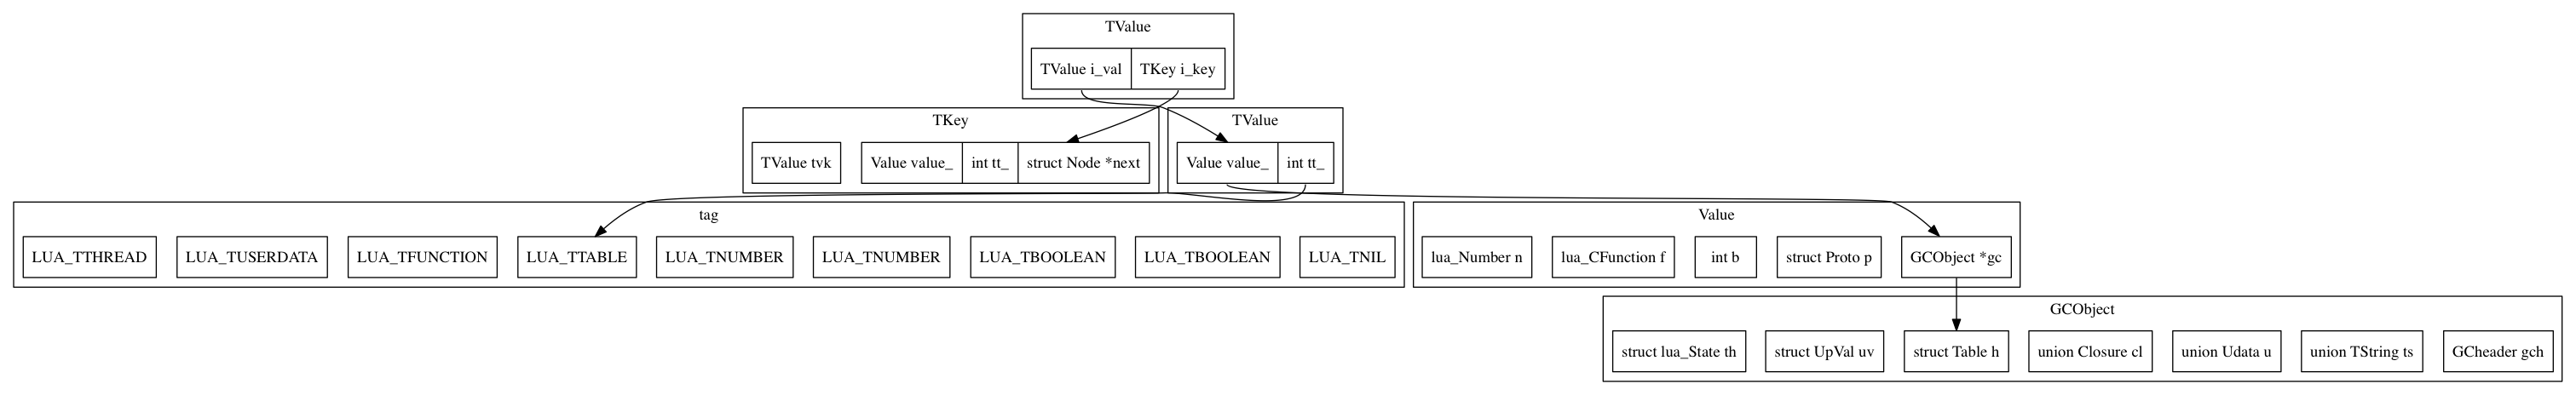 TValue
TValue i_val TKey i_key
TKey
TValue tvk Value value_ int tt_ struct Node *next
TValue
Value value_ int tt_
tag
LUA_TTHREAD LUA_TUSERDATA LUA_TFUNCTION LUA_TTABLE LUA_TNUMBER LUA_TNUMBER LUA_TBOOLEAN LUA_TBOOLEAN LUA_TNIL
Value
lua_Number n lua_CFunction f int b struct Proto p GCObject *gc
GCObject
struct lua_State th struct UpVal uv struct Table h union Closure cl union Udata u union TString ts GCheader gch